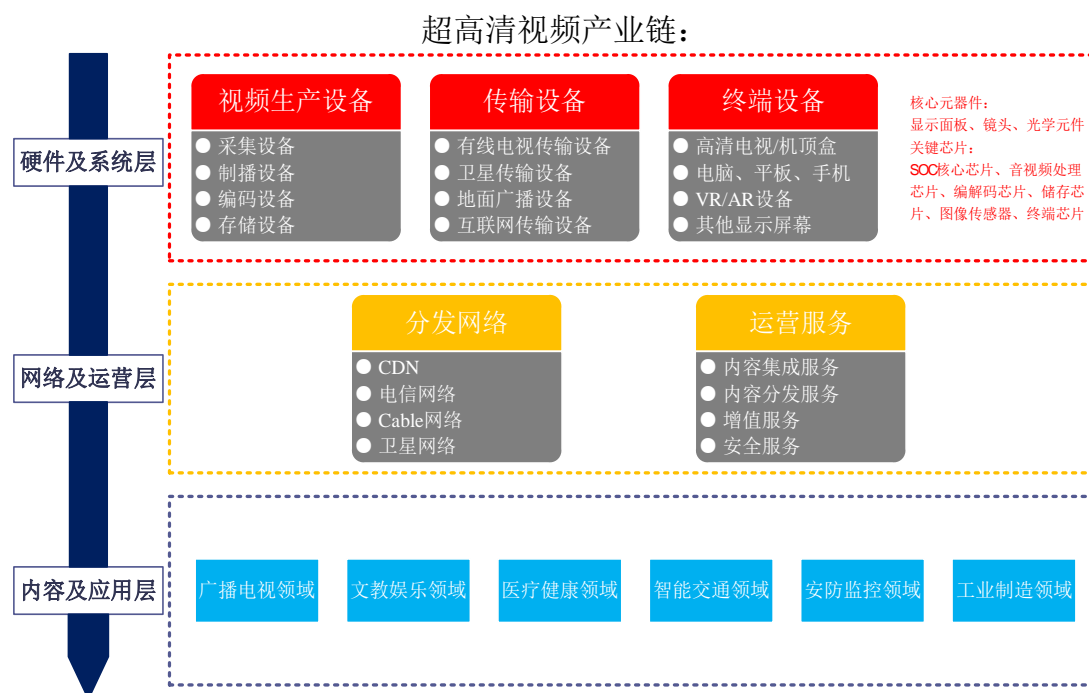 超高清视频产业链:
硬件及系统层
视频生产设备
● 采集设备
● 制播设备
● 编码设备
● 存储设备
传输设备
● 有线电视传输设备
● 卫星传输设备
● 地面广播设备
● 互联网传输设备
终端设备
● 高清电视/机顶盒
● 电脑、平板、手机
● VR/AR设备
● 其他显示屏幕
核心元器件:
显示面板、镜头、光学元件
关键芯片:
SOC核心芯片、音视频处理
芯片、编解码芯片、储存芯
片、图像传感器、终端芯片
网络及运营层
分发网络
● CDN
● 电信网络
● Cable网络
● 卫星网络
运营服务
● 内容集成服务
● 内容分发服务
● 增值服务
● 安全服务
内容及应用层
广播电视领域
文教娱乐领域
医疗健康领域
智能交通领域
安防监控领域
工业制造领域